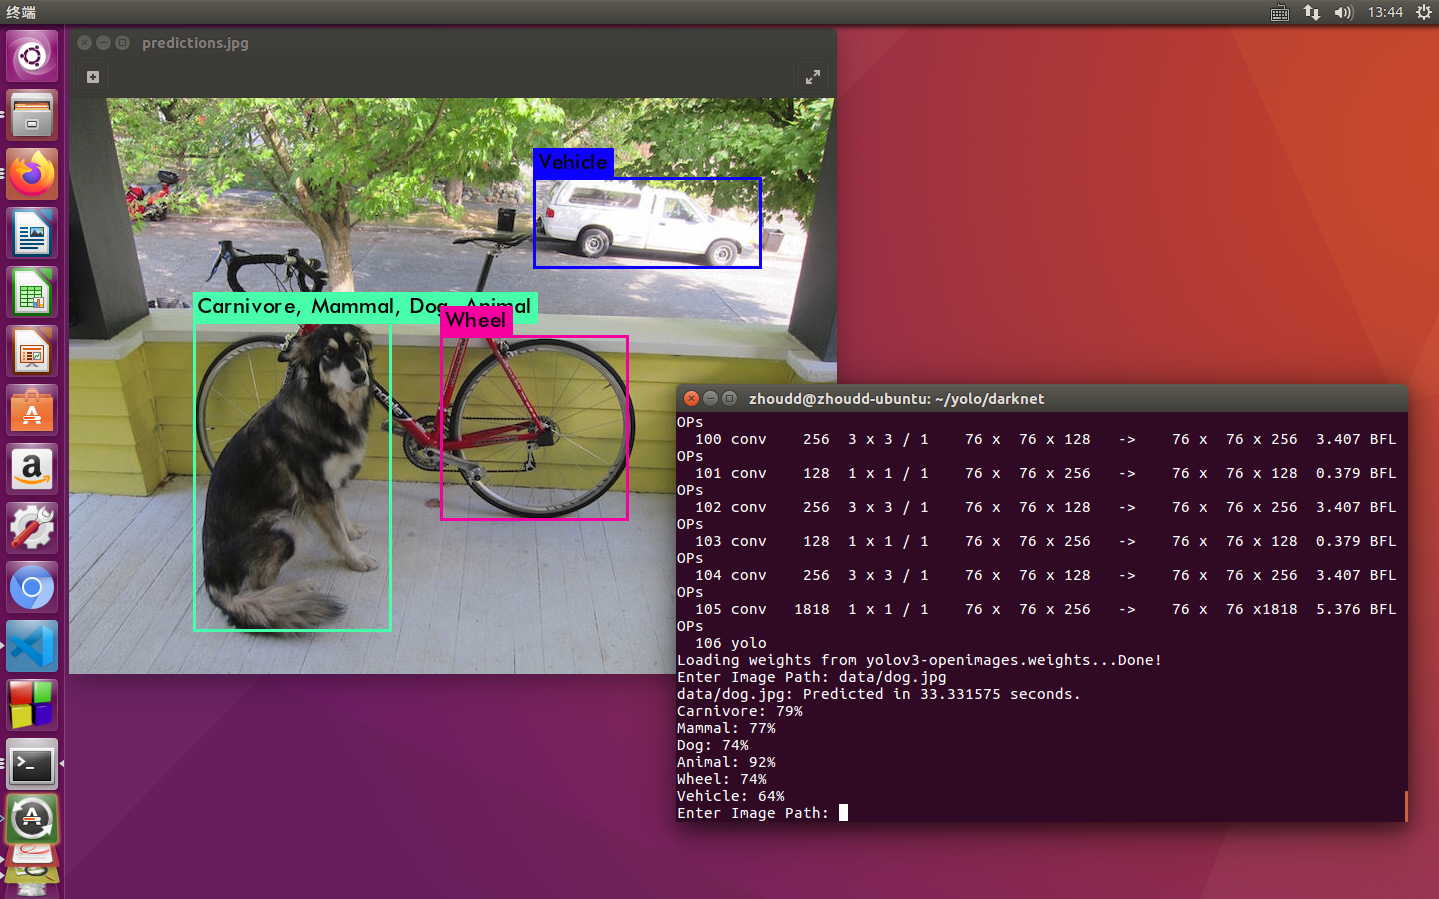 终端
13:44
predictions.jpg
Vehicle
Carnivore, Mammal, Dog, Animal
Wheel
zhoudd@zhoudd-ubuntu: ~/yolo/darknet
OPs
100 conv 256 3 x 3 / 1 76 x 76 x 128 -> 76 x 76 x 256 3.407 BFL
OPs
101 conv 128 1 x 1 / 1 76 x 76 x 256 -> 76 x 76 x 128 0.379 BFL
OPs
102 conv 256 3 x 3 / 1 76 x 76 x 128 -> 76 x 76 x 256 3.407 BFL
OPs
103 conv 128 1 x 1 / 1 76 x 76 x 256 -> 76 x 76 x 128 0.379 BFL
OPs
104 conv 256 3 x 3 / 1 76 x 76 x 128 -> 76 x 76 x 256 3.407 BFL
OPs
105 conv 1818 1 x 1 / 1 76 x 76 x 256 -> 76 x 76 x1818 5.376 BFL
OPs
106 yolo
Loading weights from yolov3-openimages.weights...Done!
Enter Image Path: data/dog.jpg
data/dog.jpg: Predicted in 33.331575 seconds.
Carnivore: 79%
Mammal: 77%
Dog: 74%
Animal: 92%
Wheel: 74%
Vehicle: 64%
Enter Image Path: